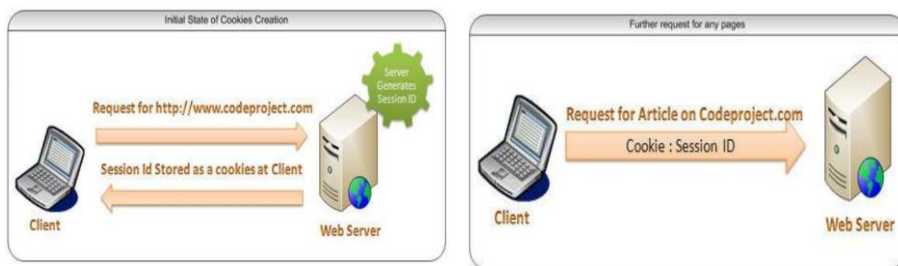 Initial State of Cookies Creation
Server
Generates
Session ID
Request for http://www.codeproject.com
Session Id Stored as a cookies at Client
Client
Web Server
Further request for any pages
Request for Article on Codeproject.com
Cookie : Session ID
Client
Web Server